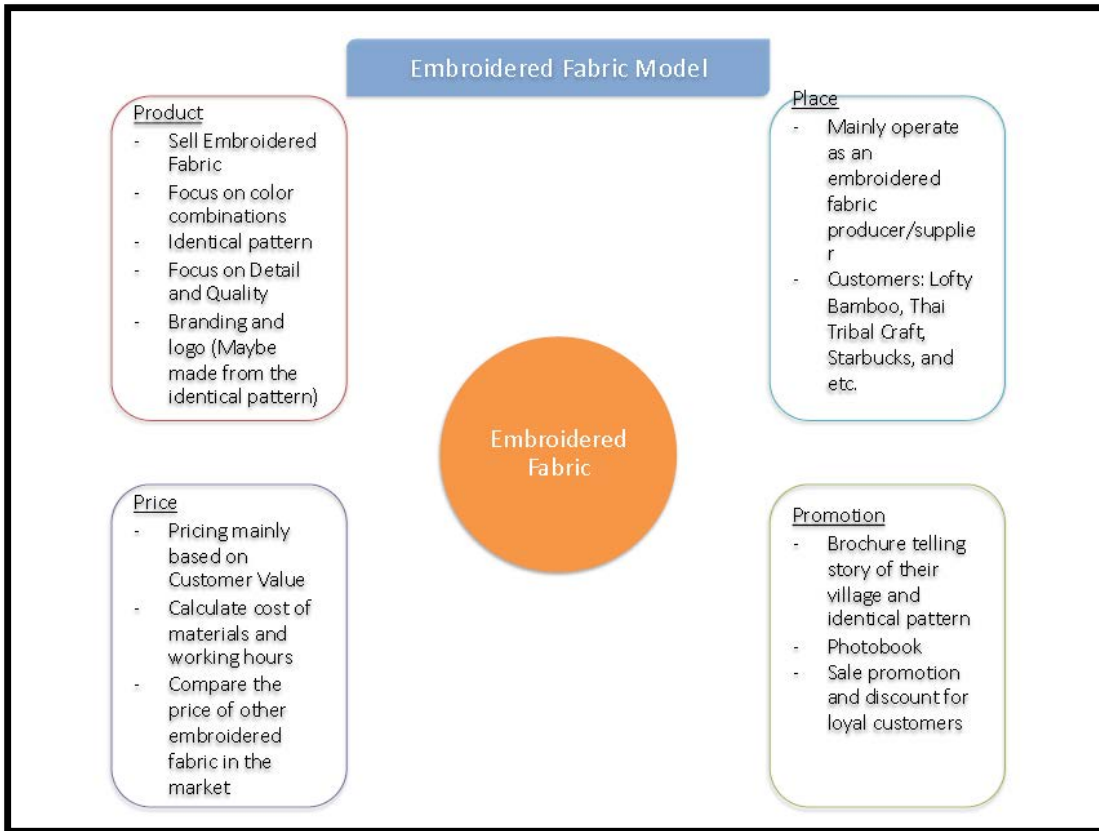 Embroidered Fabric Model
Product
- Sell Embroidered
Fabric
- Focus on color
combinations
- Identical pattern
- Focus on Detail
and Quality
- Branding and
logo (Maybe
made from the
identical pattern)
Place
- Mainly operate
as an
embroidered
fabric
producer/supplie
r
- Customers: Lofty
Bamboo, Thai
Tribal Craft,
Starbucks, and
etc.
Embroidered
Fabric
Price
- Pricing mainly
based on
Customer Value
- Calculate cost of
materials and
working hours
- Compare the
price of other
embroidered
fabric in the
market
Promotion
- Brochure telling
story of their
village and
identical pattern
- Photobook
- Sale promotion
and discount for
loyal customers